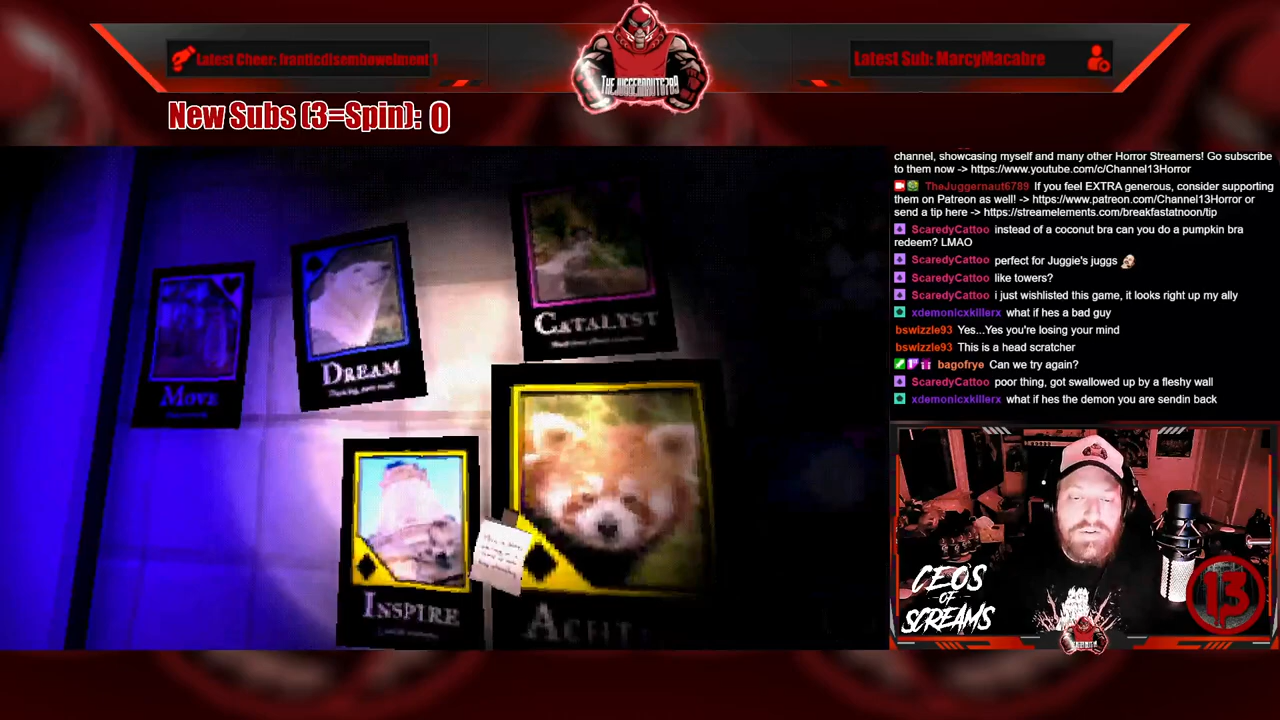 Latest Cheer: franticdisembowelment 1
THEJUGGERNAUT6789
Latest Sub: MarcyMacabre
New Subs (3=Spin): 0
channel, showcasing myself and many other Horror Streamers! Go subscribe
to them now -> https://www.youtube.com/c/Channel13Horror
TheJuggernaut6789 If you feel EXTRA generous, consider supporting
them on Patreon as well! -> https://www.patreon.com/Channel13Horror or
send a tip here -> https://streamelements.com/breakfastatnoon/tip
ScaredyCattoo instead of a coconut bra can you do a pumpkin bra
redeem? LMAO
ScaredyCattoo perfect for Juggie's juggs
ScaredyCattoo like towers?
ScaredyCattoo i just wishlisted this game, it looks right up my ally
xdemonicxkillerx what if hes a bad guy
bswizzle93 Yes...Yes you're losing your mind
bswizzle93 This is a head scratcher
bagofrye Can we try again?
ScaredyCattoo poor thing, got swallowed up by a fleshy wall
xdemonicxkillerx what if hes the demon you are sendin back
MOVE
DREAM
CATALYST
INSPIRE
CEOS
OF
SCREAMS
13